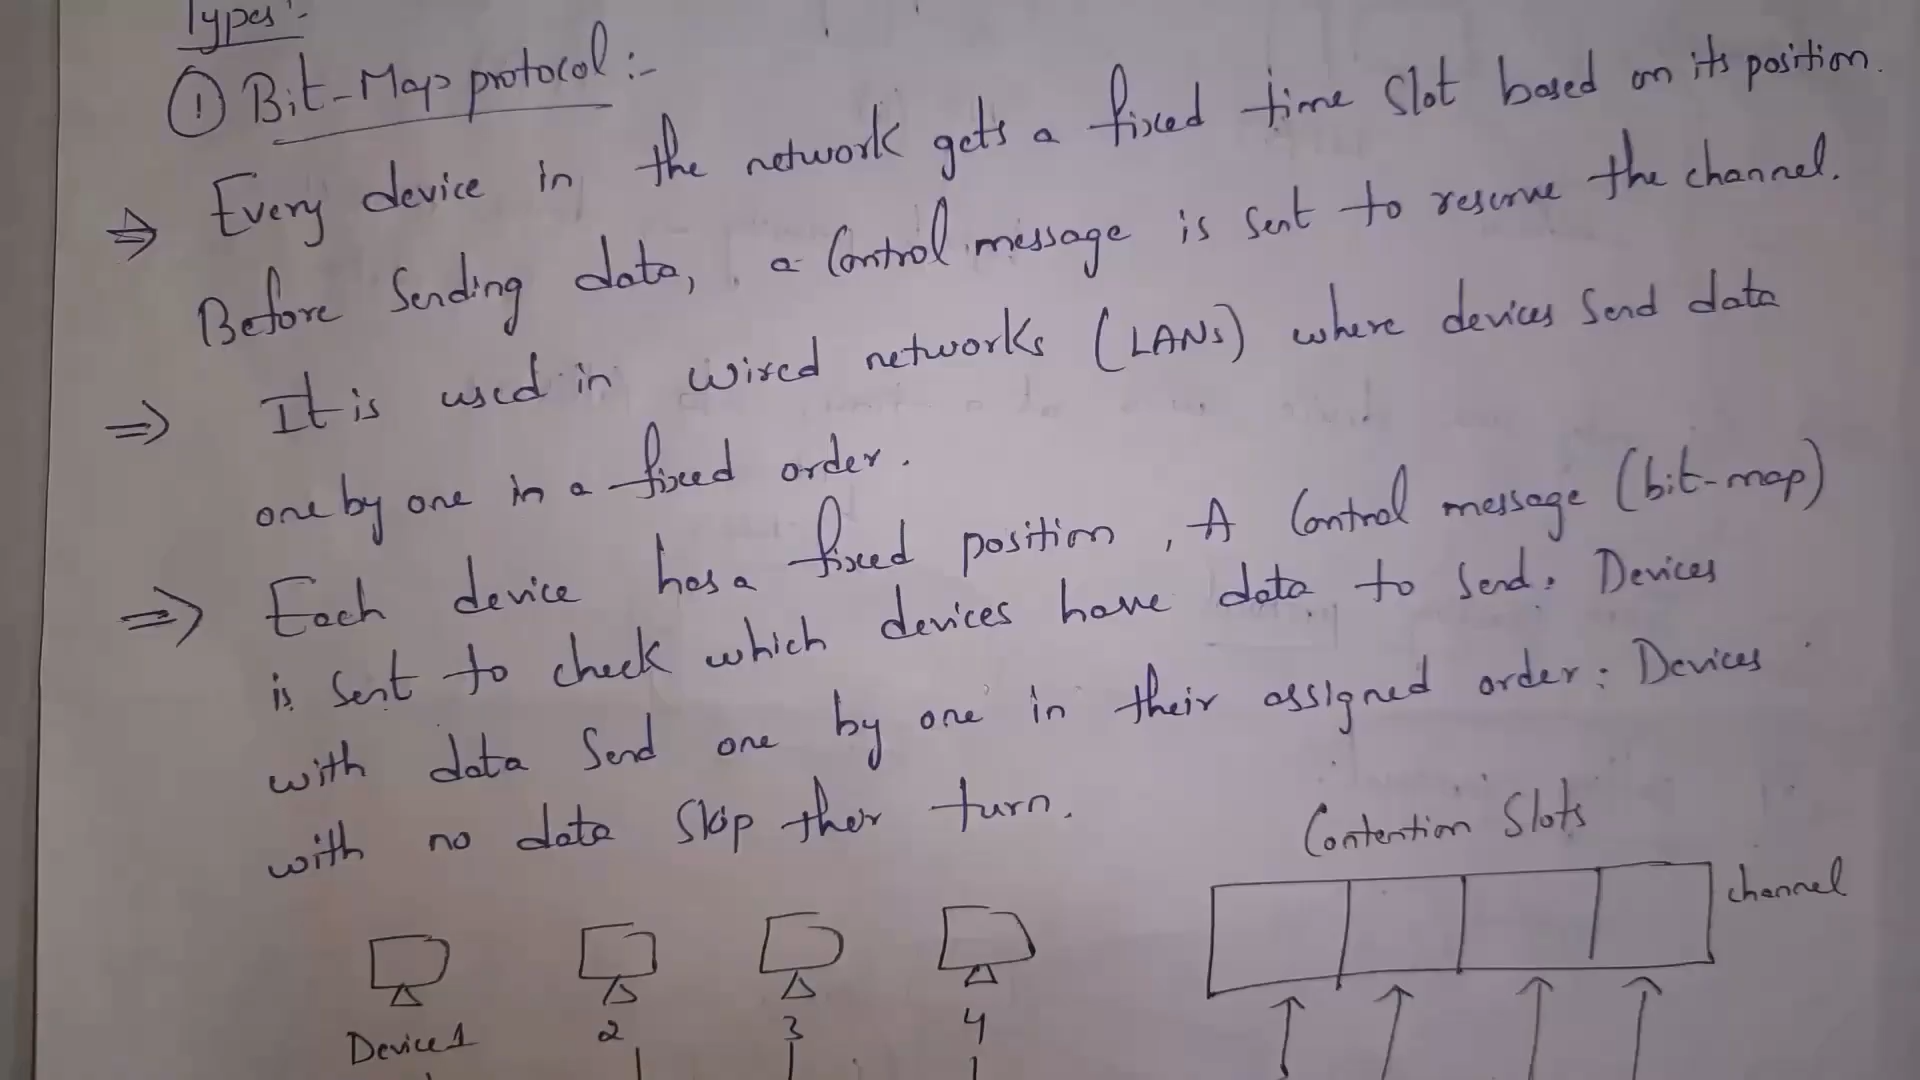 Types :-
① Bit-Map protocol :-
⇒ Every device in the network gets a fixed time Slot based on its position.
Before Sending data, a Control message is sent to reserve the channel.
⇒ It is used in wired networks (LANs) where devices Send data
one by one in a fixed order.
⇒ Each device has a fixed position, A Control message (bit-map)
is sent to check which devices have data to send. Devices
with data Send one by one in their assigned order. Devices
with no data Skip their turn.
Contention Slots
channel
Device 1 2 3 4